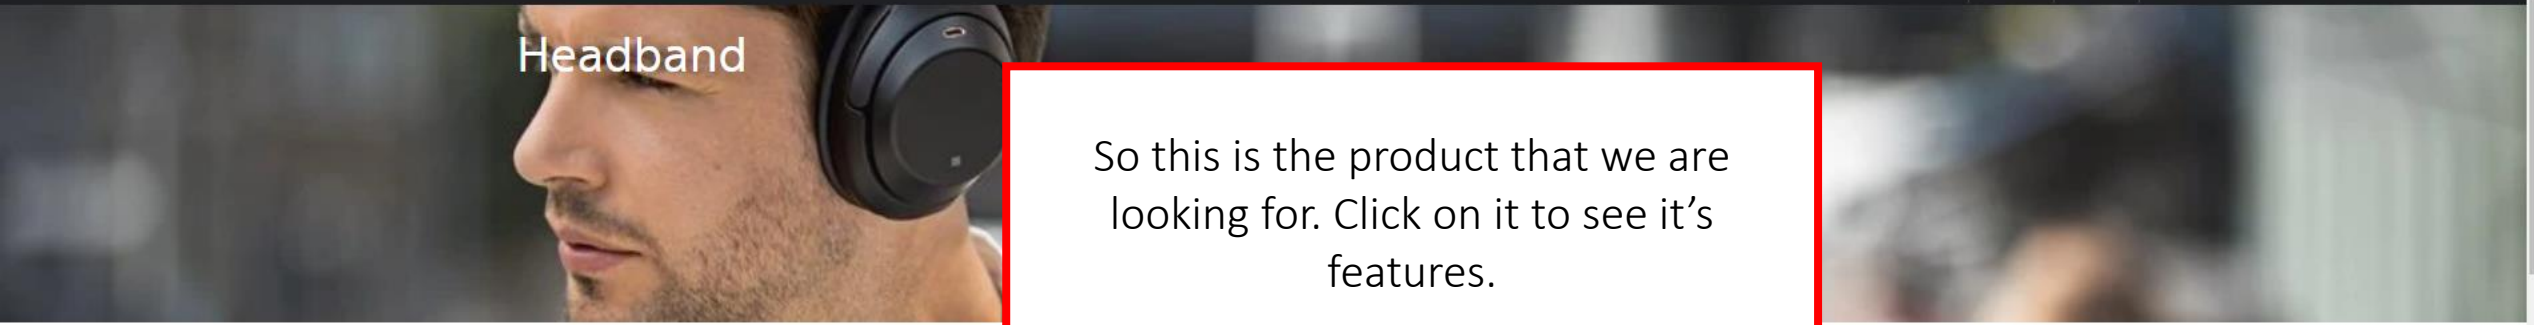 Headband
So this is the product that we are
looking for. Click on it to see it’s
features.